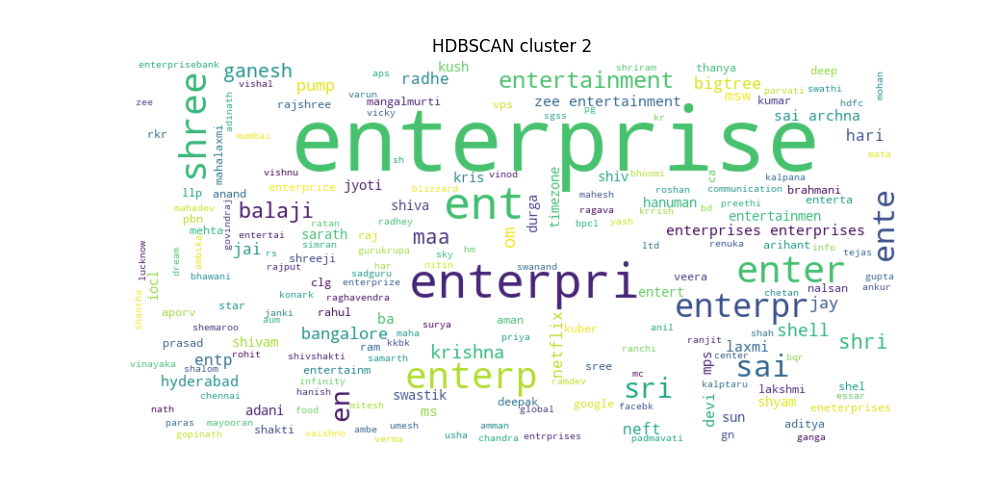 HDBSCAN cluster 2
enterprisebank
ganesh
vishal
aps
kush
radhe
pump
varun
rajshree
mangalmurti
vicky
zee
rkr
shree
adinath
mahalaxmi
mumbai
entertainment
shriram
thanya
deep
bigtree
msw
parvati
swathi
mohan
vps
zee entertainment
sgss
pg
kr
kumar
hdfc
sai archna
hari
mata
enterprise
vishnu
sh
enterprice
jyoti
kris
vinod
blizzard
shiv
bhoomi
ca
kalpana
roshan
communication
brahmani
llp
anand
mahadev
pbn
mehta
govindraj
balaji
ratan
shiva
radhey
ent
durga
timezone
mahesh
ragava
bpcl
yash
krrish
hanuman
bd
preethi
enterta
entertainmen
enterprises enterprises
ente
entertai
sarath
raj
maa
om
jai
rs
simran
gurukrupa
hm
sky
ltd
renuka
arihant
info
tejas
lucknow
dream
ambika
shreeji
rajput
har
nitin
swanand
sadguru
enterprize
bhawani
iocl
clg
enterpri
veera
enter
chetan
nalsan
gupta
ankur
shantha
konark
raghavendra
entert
star
janki
rahul
aporv
aum
ba
aman
netflix
kuber
enterpr
jay
shemaroo
bangalore
surya
maha
priya
anil
shah
shell
shri
prasad
shivam
ram
kkbk
ranchi
ranjit
laxmi
entp
rohit
shivshakti
samarth
krishna
center
bqr
vinayaka
shalom
entertainm
sree
mps
sai
hyderabad
infinity
enterp
ramdev
mc
kalptaru
shel
essar
chennai
hanish
swastik
sri
lakshmi
shyam
eneterprises
nath
adani
food
en
mitesh
ms
deepak
global
google
facebk
devi
sun
aditya
paras
mayooran
shakti
vaishno
ambe
umesh
amman
neft
gn
ganga
gopinath
verma
usha
chandra
entrprises
padmavati